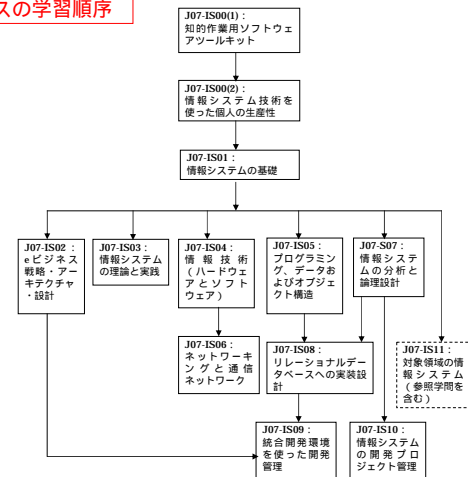 スの学習順序
J07-IS00(1)：
知的作業用ソフトウェ
アツールキット
J07-IS00(2)：
情報システム技術を
使った個人の生産性
J07-IS01：
情報システムの基礎
J07-IS02：
eビジネス
戦略・アー
キテクチャ
・設計
J07-IS03：
情報システム
の理論と実践
J07-IS04：
情報技術
（ハードウェ
アとソフト
ウェア）
J07-IS05：
プログラミン
グ、データお
よびオブジェ
クト構造
J07-S07：
情報システ
ムの分析と
論理設計
J07-IS06：
ネットワーキ
ングと通信
ネットワーク
J07-IS08：
リレーショナルデー
タベースへの実装設
計
J07-IS11：
対象領域の情
報システム
（参照学問を
含む）
J07-IS09：
統合開発環境
を使った開発
管理
J07-IS10：
情報システム
の開発プロ
ジェクト管理